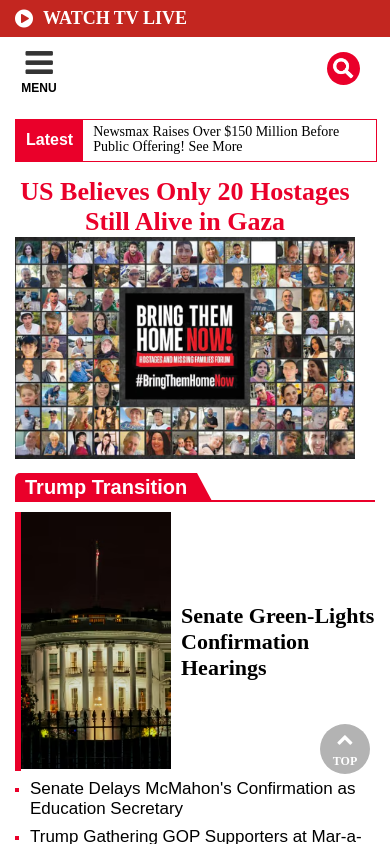 WATCH TV LIVE
MENU
Latest
Newsmax Raises Over $150 Million Before
Public Offering! See More
US Believes Only 20 Hostages
Still Alive in Gaza
BRING THEM
HOME NOW!
HOSTAGES AND MISSING FAMILIES FORUM
#BringThemHomeNow
Trump Transition
Senate Green-Lights
Confirmation
Hearings
TOP
Senate Delays McMahon's Confirmation as
Education Secretary
Trump Gathering GOP Supporters at Mar-a-